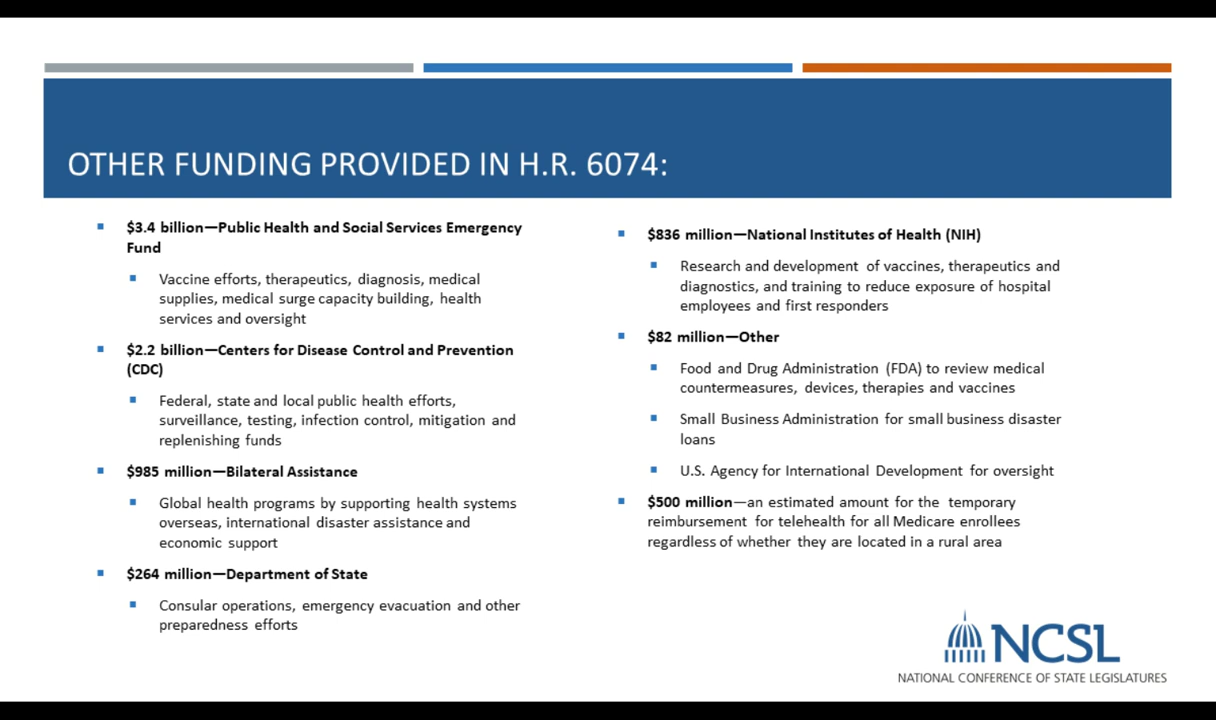 OTHER FUNDING PROVIDED IN H.R. 6074:
$3.4 billion—Public Health and Social Services Emergency
Fund
Vaccine efforts, therapeutics, diagnosis, medical
supplies, medical surge capacity building, health
services and oversight
$2.2 billion—Centers for Disease Control and Prevention
(CDC)
Federal, state and local public health efforts,
surveillance, testing, infection control, mitigation and
replenishing funds
$985 million—Bilateral Assistance
Global health programs by supporting health systems
overseas, international disaster assistance and
economic support
$264 million—Department of State
Consular operations, emergency evacuation and other
preparedness efforts
$836 million—National Institutes of Health (NIH)
Research and development of vaccines, therapeutics and
diagnostics, and training to reduce exposure of hospital
employees and first responders
$82 million—Other
Food and Drug Administration (FDA) to review medical
countermeasures, devices, therapies and vaccines
Small Business Administration for small business disaster
loans
U.S. Agency for International Development for oversight
$500 million—an estimated amount for the temporary
reimbursement for telehealth for all Medicare enrollees
regardless of whether they are located in a rural area
NCSL
NATIONAL CONFERENCE OF STATE LEGISLATURES